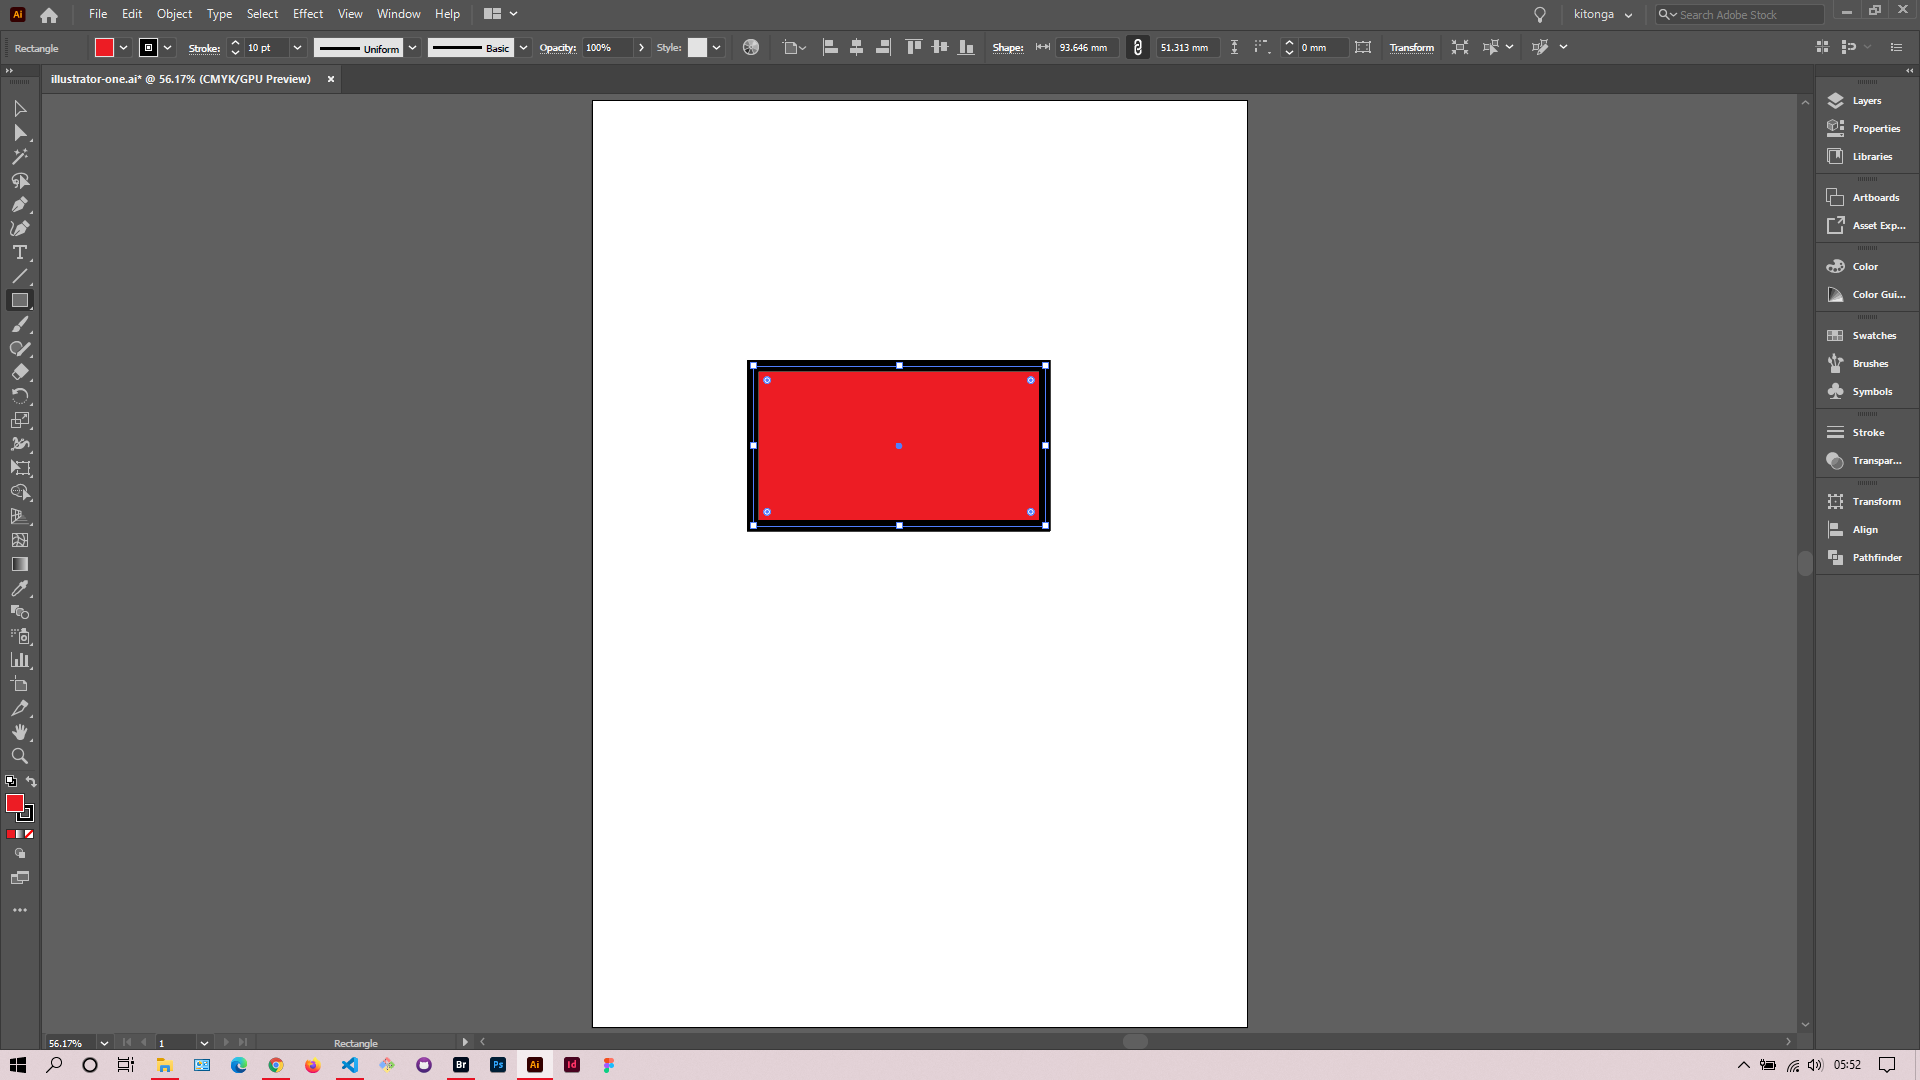 Ai File Edit Object Type Select Effect View Window Help kitonga Search Adobe Stock
Rectangle Stroke: 10 pt Uniform Basic Opacity: 100% Style: Shape: 93.646 mm 51.313 mm 0 mm Transform
illustrator-one.ai* @ 56.17% (CMYK/GPU Preview)
Layers
Properties
Libraries
Artboards
Asset Exp...
Color
Color Gui...
Swatches
Brushes
Symbols
Stroke
Transpar...
Transform
Align
Pathfinder
56.17% 1 Rectangle
Br Ps Ai Id 05:52